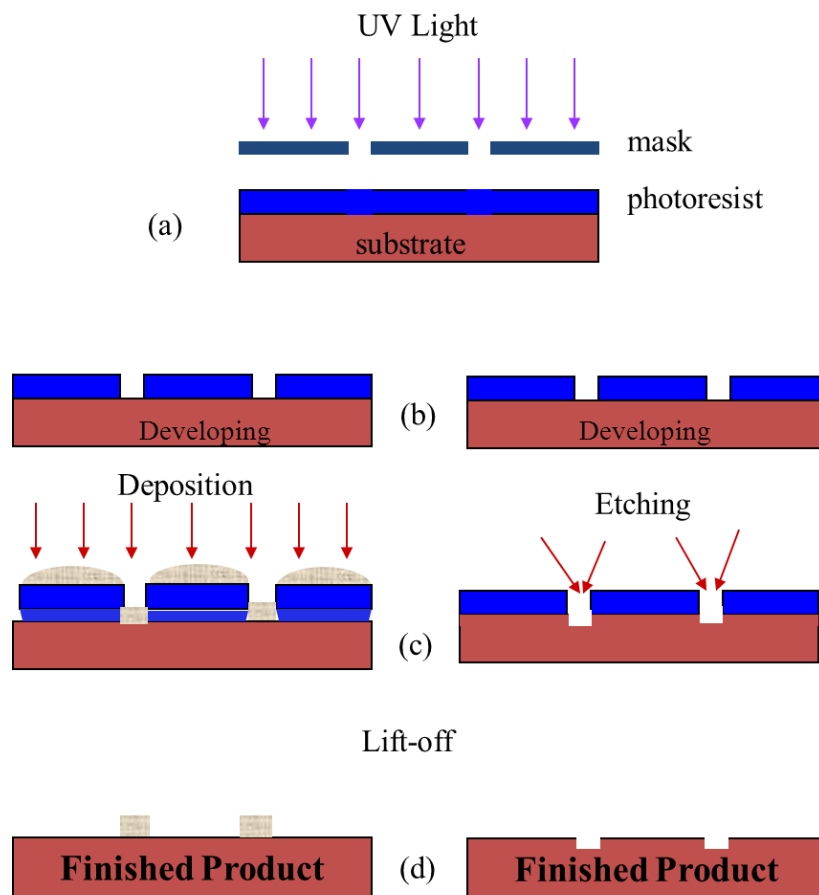 UV Light
mask
photoresist
(a)
substrate
Developing
(b)
Developing
Deposition
Etching
(c)
Lift-off
Finished Product
(d)
Finished Product